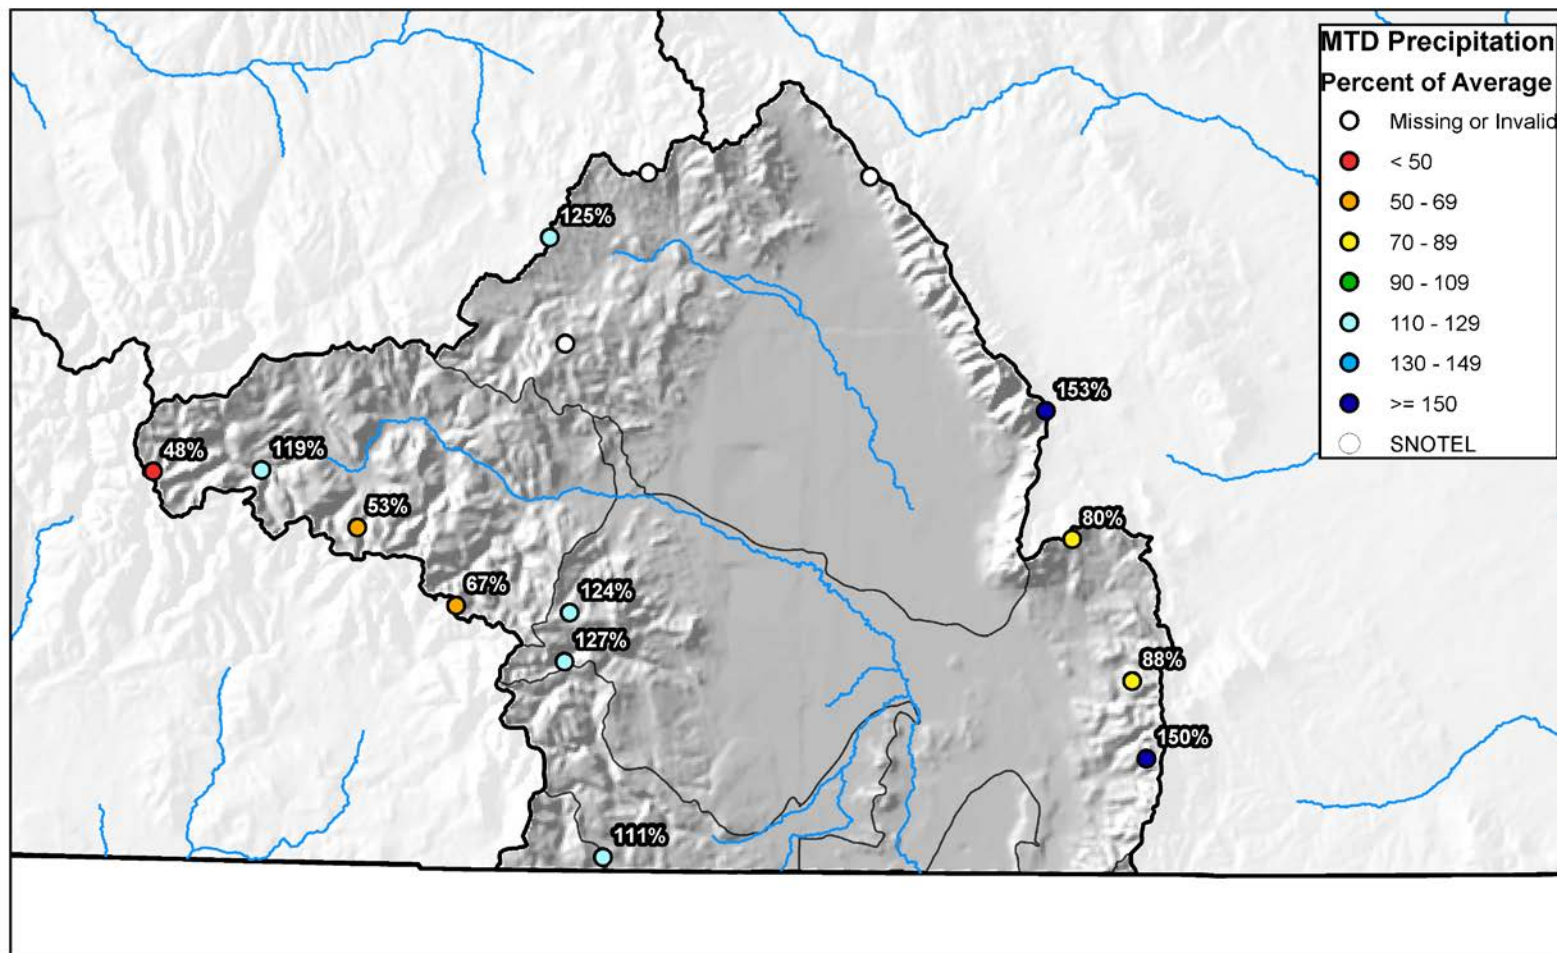 MTD Precipitation
Percent of Average
Missing or Invalid
< 50
50 - 69
70 - 89
90 - 109
110 - 129
130 - 149
>= 150
SNOTEL
125%
153%
48%
119%
53%
80%
67%
124%
127%
88%
150%
111%